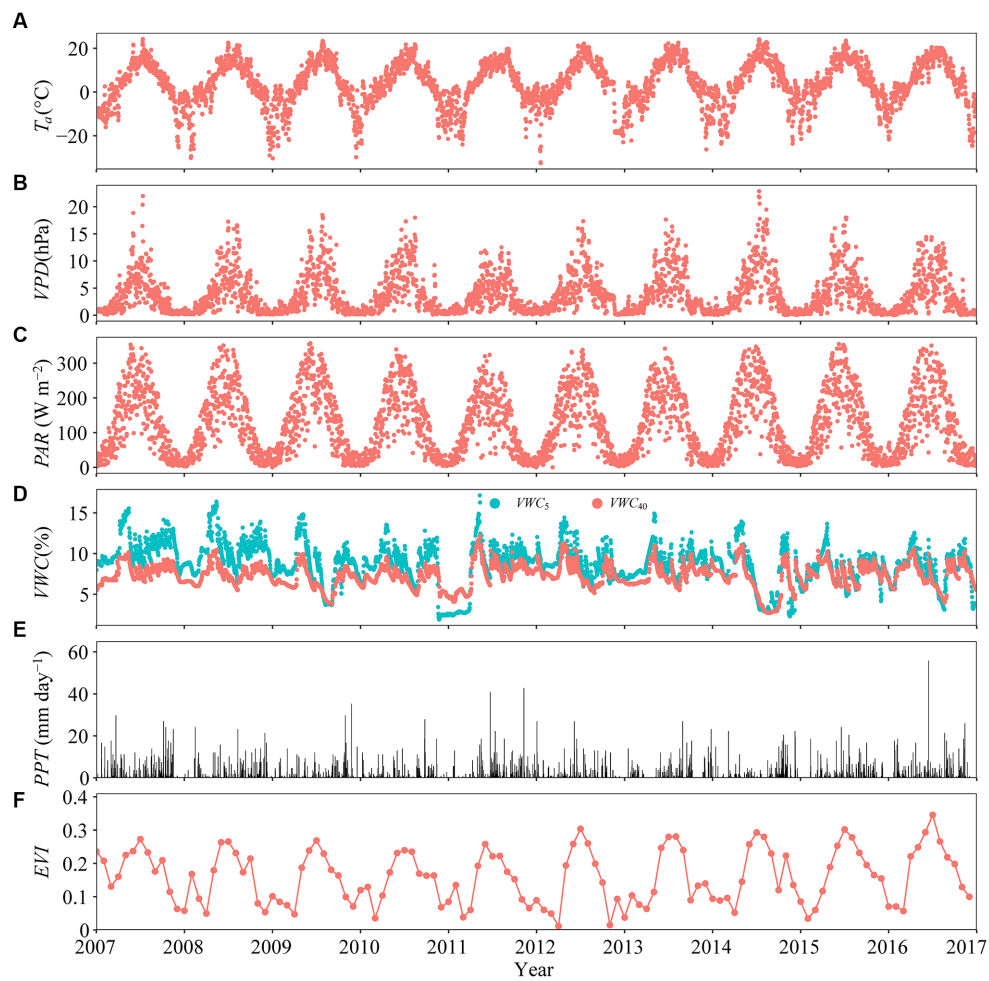 A
20
0
−20
Ta(°C)
B
20
15
10
5
0
VPD(hPa)
C
300
200
100
0
PAR (W m−2)
D
VWC5 VWC40
15
10
5
VWC(%)
E
60
40
20
0
PPT (mm day−1)
F
0.4
0.3
0.2
0.1
0
EVI
2007 2008 2009 2010 2011 2012 2013 2014 2015 2016 2017
Year